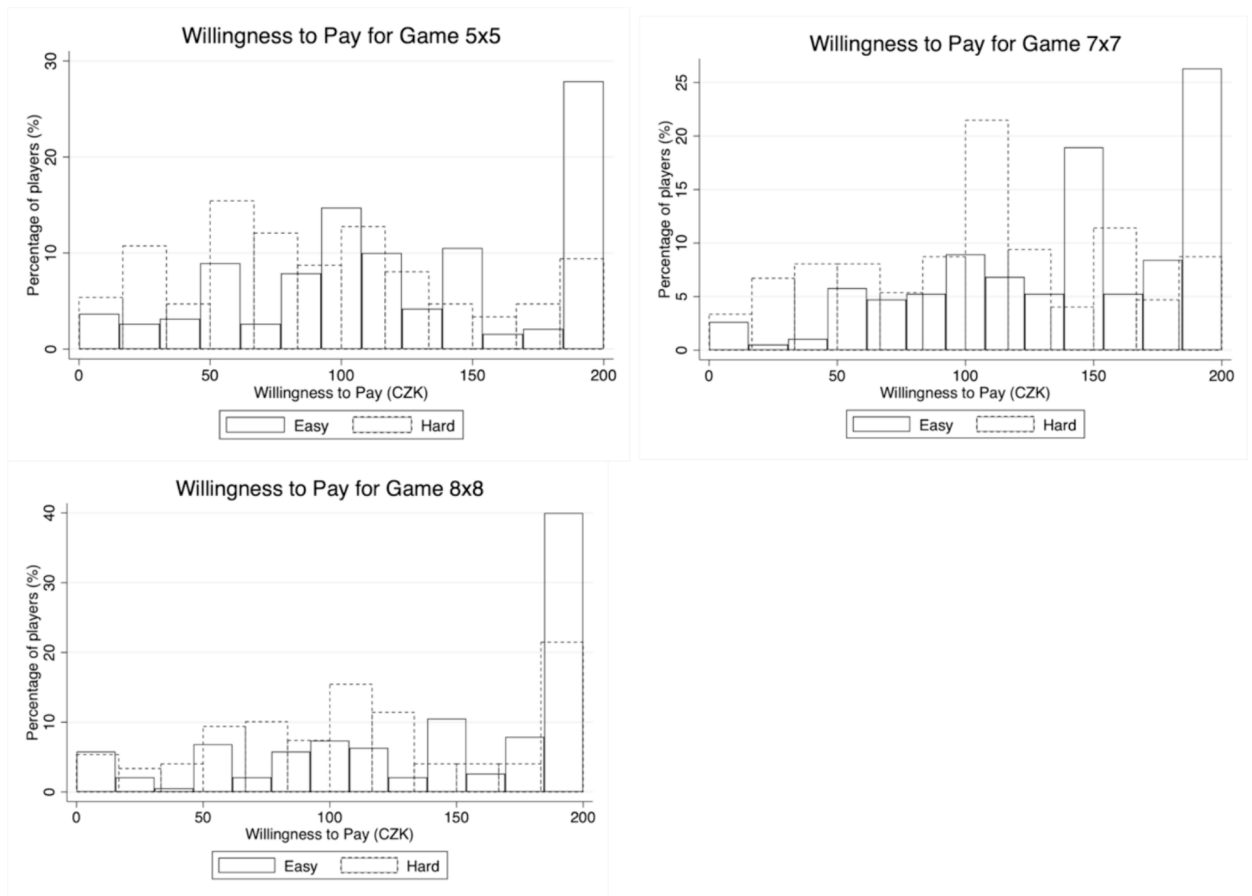 Willingness to Pay for Game 5x5
Percentage of players (%)
30
20
10
0
0 50 100 150 200
Willingness to Pay (CZK)
Easy Hard
Willingness to Pay for Game 7x7
Percentage of players (%)
25
20
15
10
5
0
0 50 100 150 200
Willingness to Pay (CZK)
Easy Hard
Willingness to Pay for Game 8x8
Percentage of players (%)
40
30
20
10
0
0 50 100 150 200
Willingness to Pay (CZK)
Easy Hard